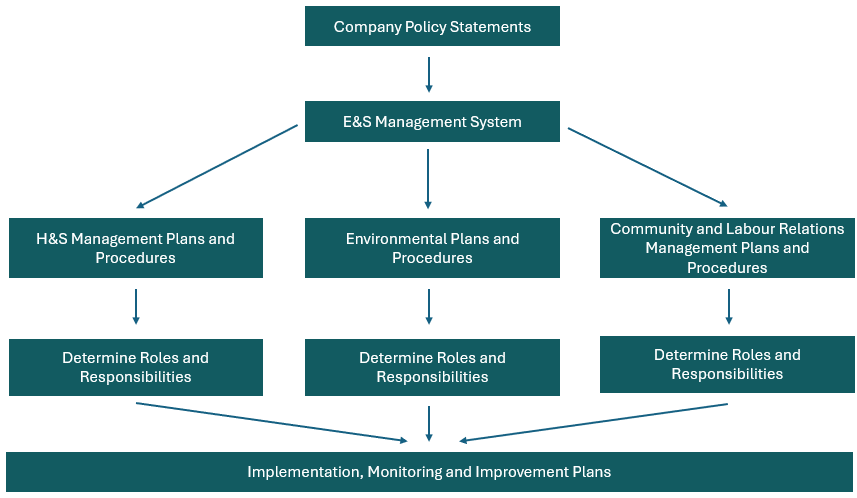 Company Policy Statements
E&S Management System
H&S Management Plans and
Procedures
Environmental Plans and
Procedures
Community and Labour Relations
Management Plans and
Procedures
Determine Roles and
Responsibilities
Determine Roles and
Responsibilities
Determine Roles and
Responsibilities
Implementation, Monitoring and Improvement Plans